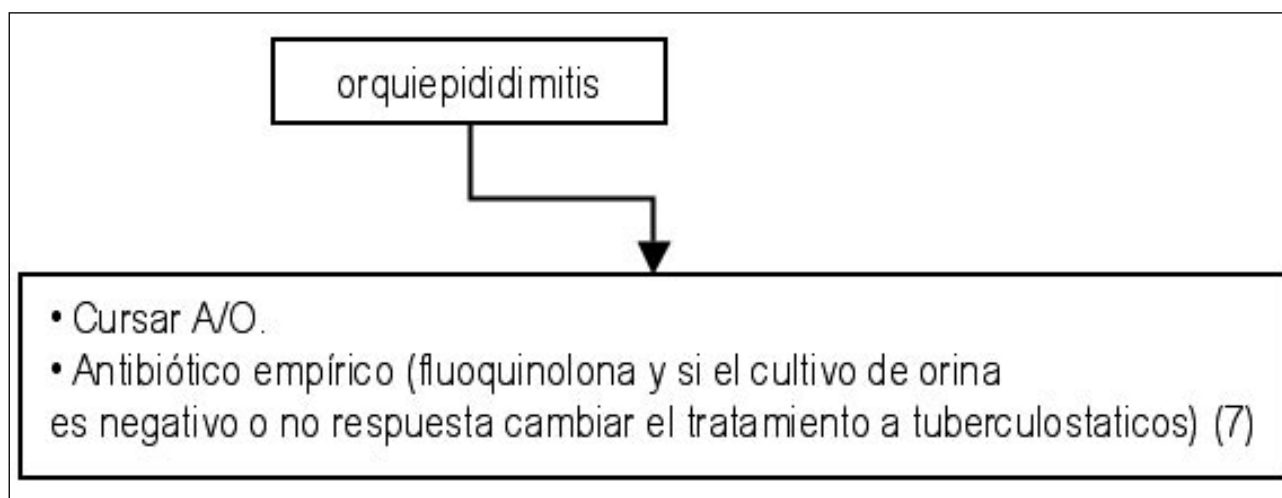 orquiepididimitis
• Cursar A/O.
• Antibiótico empírico (fluoquinolona y si el cultivo de orina
es negativo o no respuesta cambiar el tratamiento a tuberculostaticos) (7)